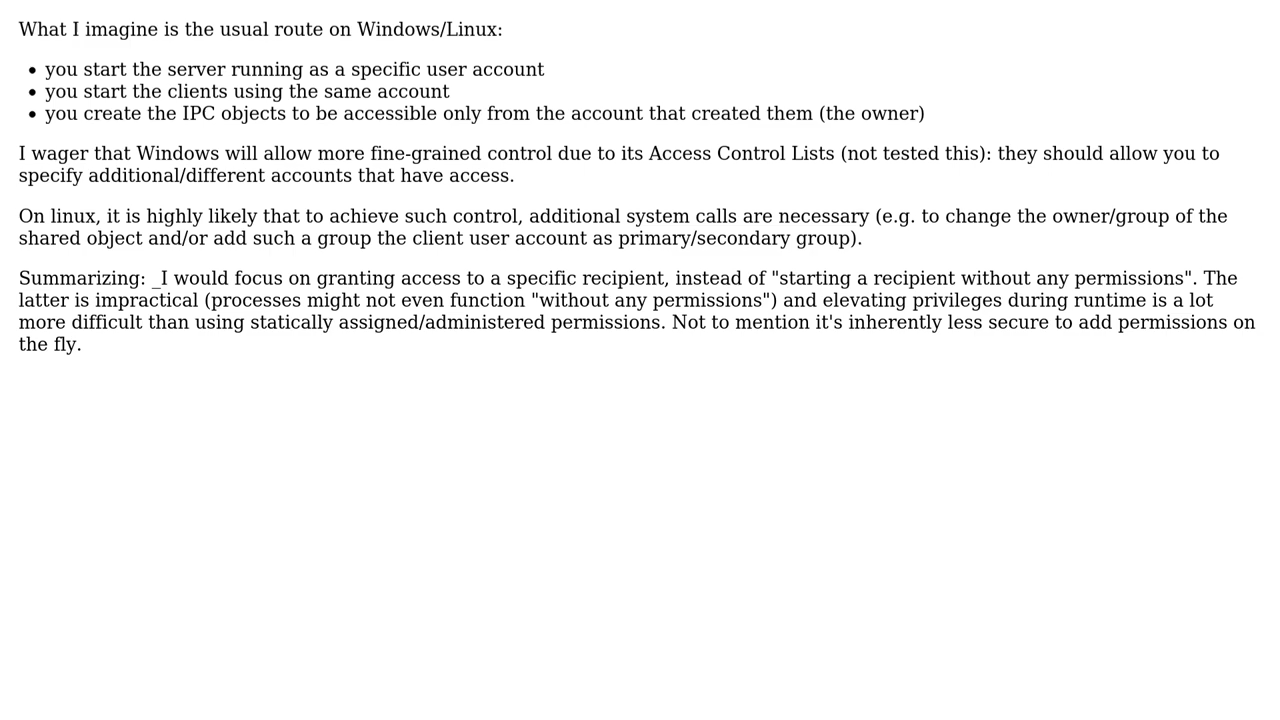 What I imagine is the usual route on Windows/Linux:
• you start the server running as a specific user account
• you start the clients using the same account
• you create the IPC objects to be accessible only from the account that created them (the owner)
I wager that Windows will allow more fine-grained control due to its Access Control Lists (not tested this): they should allow you to
specify additional/different accounts that have access.
On linux, it is highly likely that to achieve such control, additional system calls are necessary (e.g. to change the owner/group of the
shared object and/or add such a group the client user account as primary/secondary group).
Summarizing: _I would focus on granting access to a specific recipient, instead of "starting a recipient without any permissions". The
latter is impractical (processes might not even function "without any permissions") and elevating privileges during runtime is a lot
more difficult than using statically assigned/administered permissions. Not to mention it's inherently less secure to add permissions on
the fly.